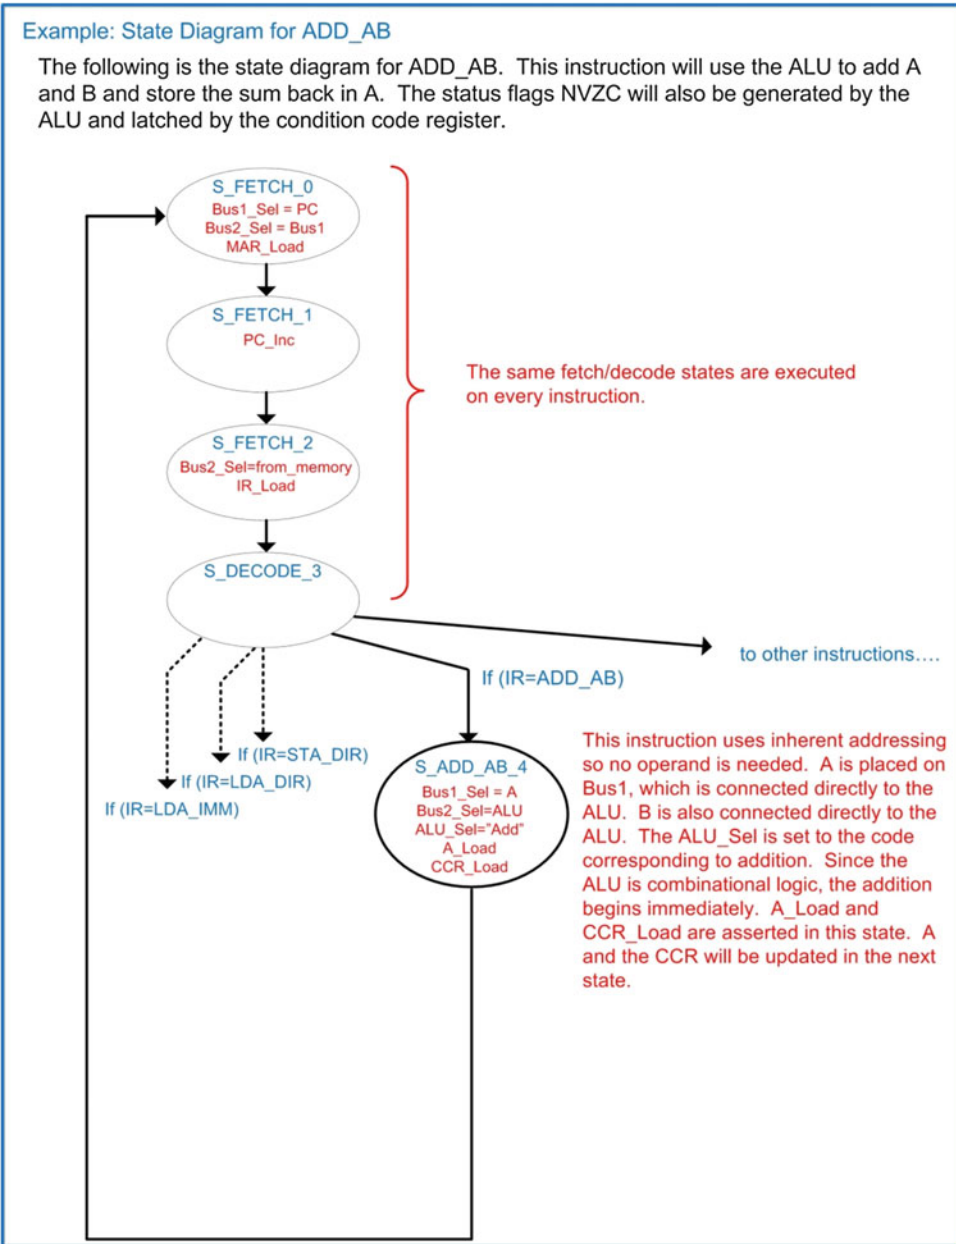 Example: State Diagram for ADD_AB
The following is the state diagram for ADD_AB.  This instruction will use the ALU to add A
and B and store the sum back in A.  The status flags NVZC will also be generated by the
ALU and latched by the condition code register.
S_FETCH_0
Bus1_Sel = PC
Bus2_Sel = Bus1
MAR_Load
S_FETCH_1
PC_Inc
The same fetch/decode states are executed
on every instruction.
S_FETCH_2
Bus2_Sel=from_memory
IR_Load
S_DECODE_3
to other instructions....
If (IR=ADD_AB)
If (IR=STA_DIR)
If (IR=LDA_DIR)
If (IR=LDA_IMM)
S_ADD_AB_4
Bus1_Sel = A
Bus2_Sel=ALU
ALU_Sel="Add"
A_Load
CCR_Load
This instruction uses inherent addressing
so no operand is needed.  A is placed on
Bus1, which is connected directly to the
ALU.  B is also connected directly to the
ALU.  The ALU_Sel is set to the code
corresponding to addition.  Since the
ALU is combinational logic, the addition
begins immediately.  A_Load and
CCR_Load are asserted in this state.  A
and the CCR will be updated in the next
state.